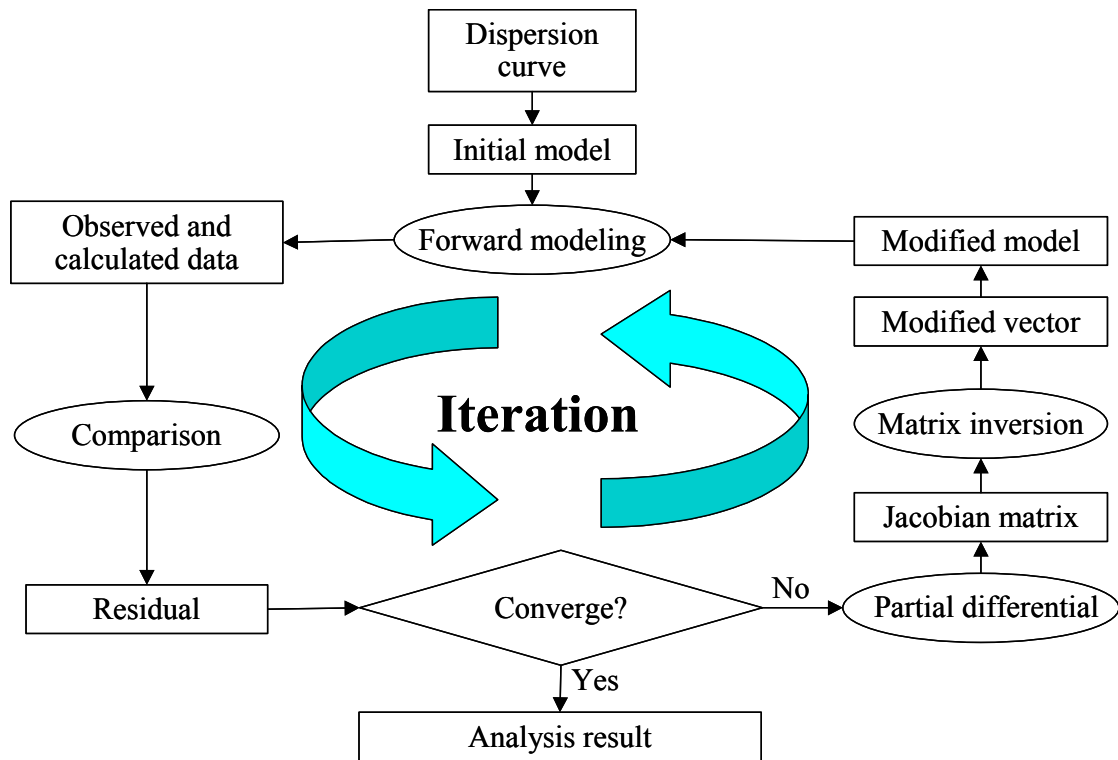 Dispersion
curve
Initial model
Forward modeling
Observed and
calculated data
Modified model
Modified vector
Comparison
Iteration
Matrix inversion
Jacobian matrix
Residual
Converge?
No
Partial differential
Yes
Analysis result